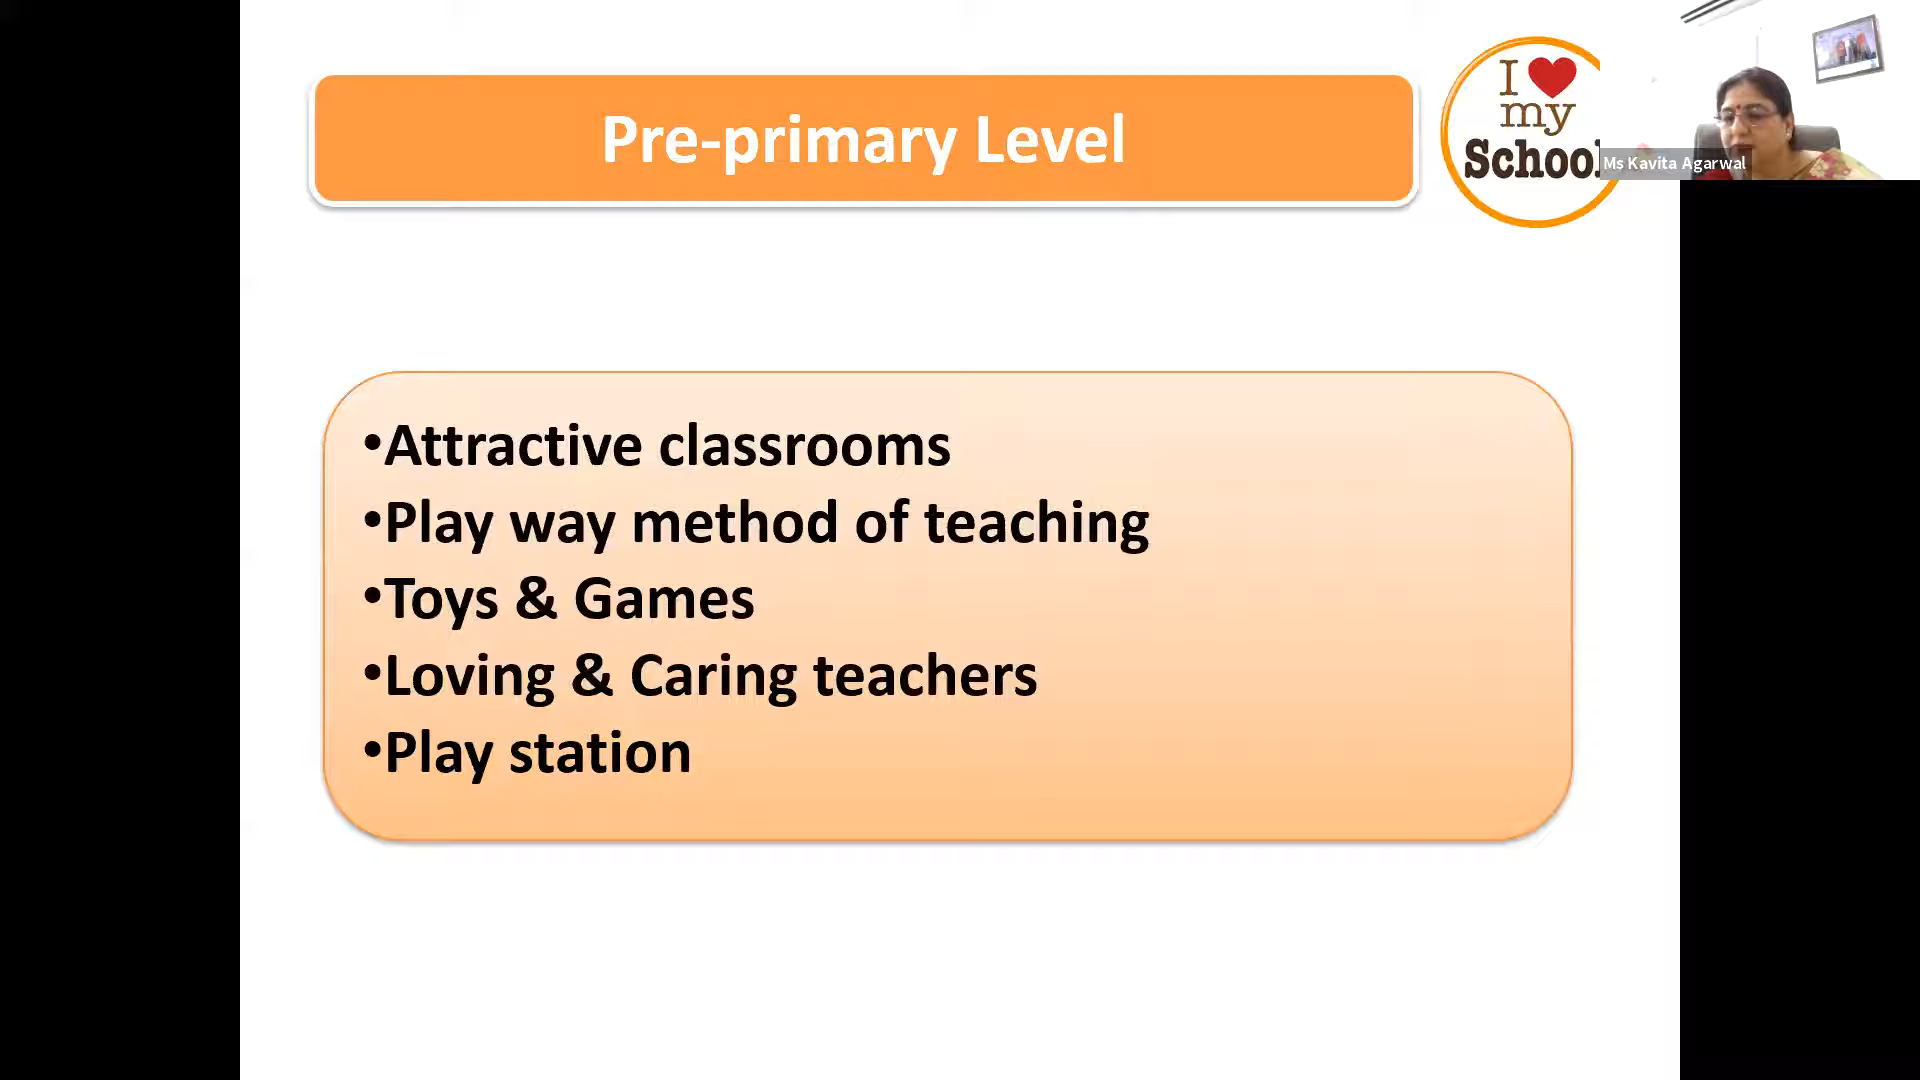 Pre-primary Level
I
my
School
Ms Kavita Agarwal
•Attractive classrooms
•Play way method of teaching
•Toys & Games
•Loving & Caring teachers
•Play station